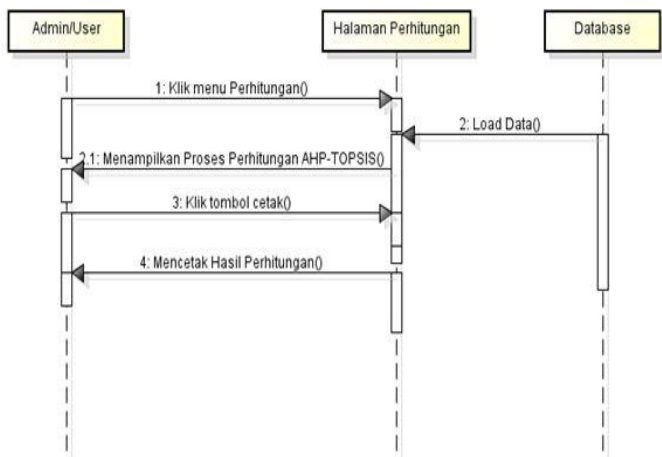 Admin/User
Halaman Perhitungan
Database
1: Klik menu Perhitungan()
2: Load Data()
2.1: Menampilkan Proses Perhitungan AHP-TOPSIS()
3: Klik tombol cetak()
4: Mencetak Hasil Perhitungan()